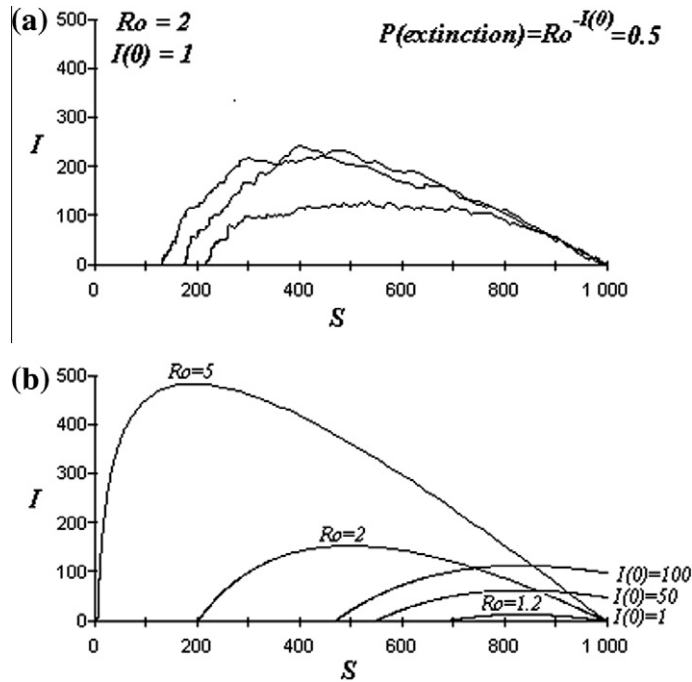 (a)
500
400
300
200
100
0
I
Ro = 2
I(0) = 1
P(extinction)=Ro^-I(0)=0.5
0 200 400 600 800 1 000
S
(b)
500
400
300
200
100
0
I
Ro=5
Ro=2
Ro=1.2
I(0)=100
I(0)=50
I(0)=1
0 200 400 600 800 1 000
S